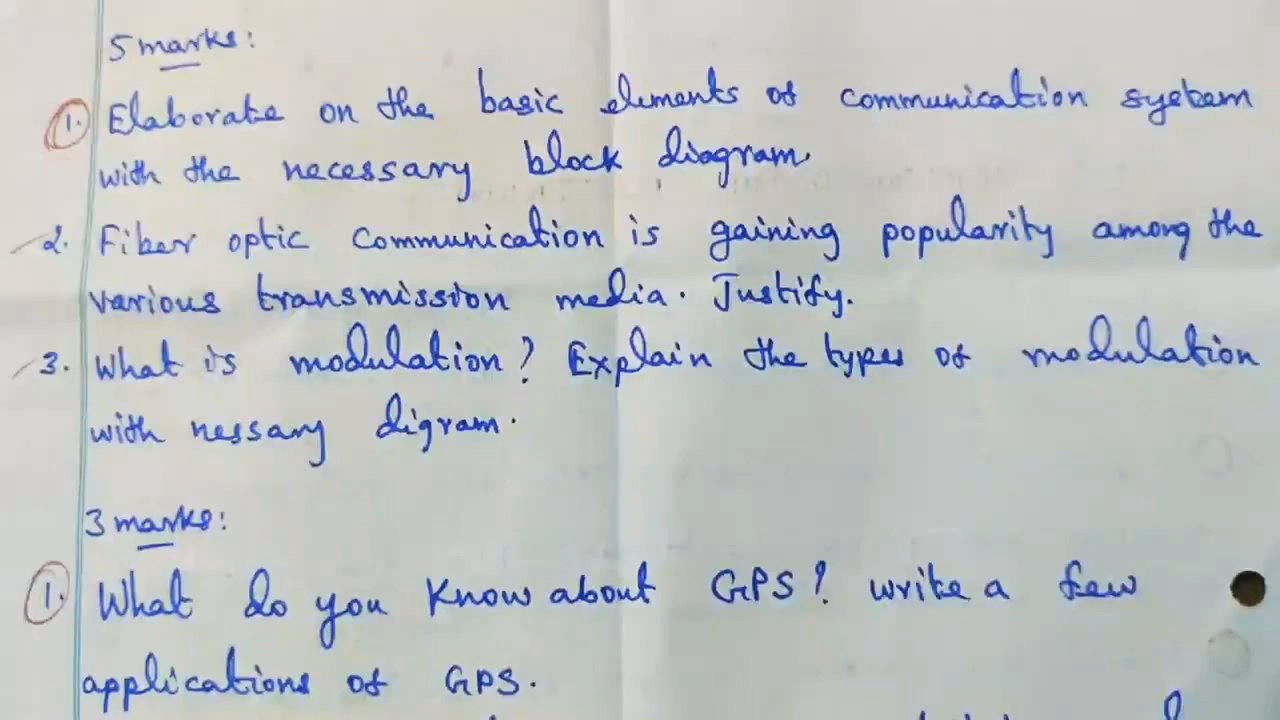 5 marks:
1. Elaborate on the basic elements of communication system
with the necessary block diagram.
2. Fiber optic communication is gaining popularity among the
various transmission media. Justify.
3. What is modulation? Explain the types of modulation
with nessary digram.
3 marks:
1. What do you know about GPS? write a few
applications of GPS.